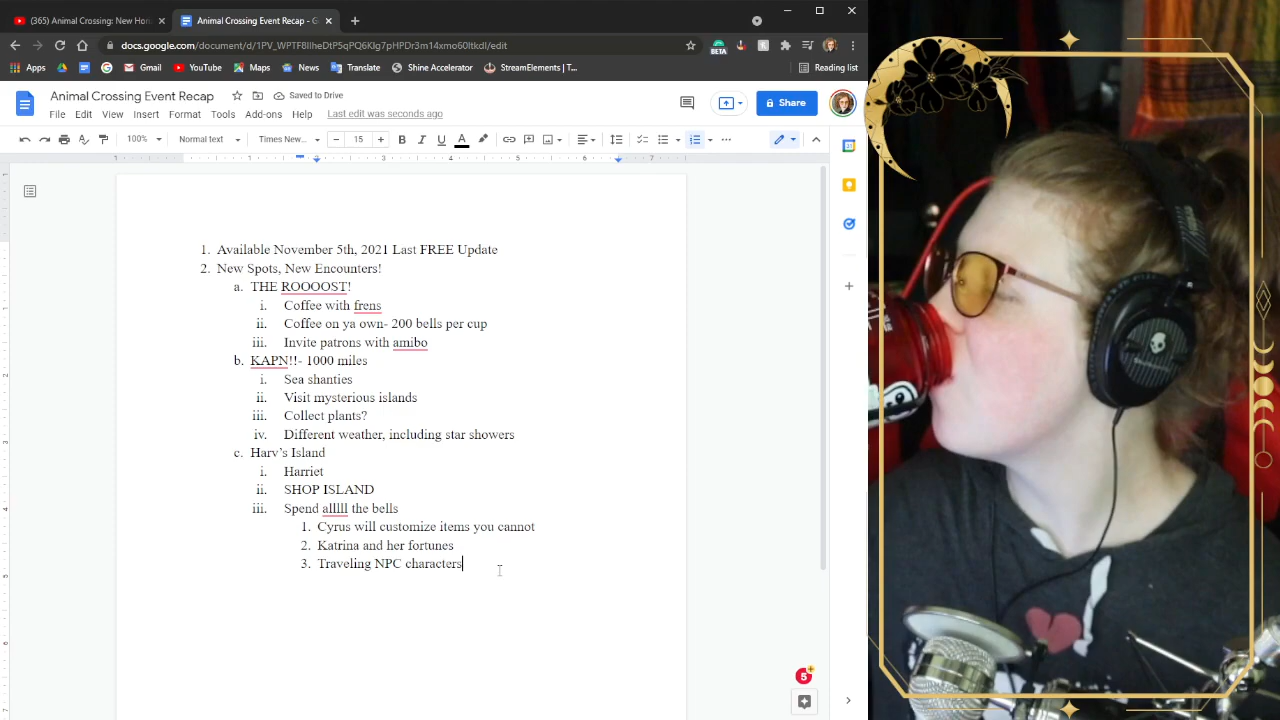 (365) Animal Crossing: New Hor
Animal Crossing Event Recap - G
docs.google.com/document/d/1PV_WPTF8IlheDtP5qPQ6Klg7pHPDr3m14xmo60ltkdI/edit
BETA
Apps
G
Gmail
YouTube
Maps
News
Translate
Shine Accelerators
StreamElements | T...
Reading list
Animal Crossing Event Recap
Saved to Drive
File Edit View Insert Format Tools Add-ons Help Last edit was seconds ago
Share
100% Normal text Times New... 15 B I U A
1. Available November 5th, 2021 Last FREE Update
2. New Spots, New Encounters!
a. THE ROOOOST!
i. Coffee with frens
ii. Coffee on ya own- 200 bells per cup
iii. Invite patrons with amibo
b. KAPN!!- 1000 miles
i. Sea shanties
ii. Visit mysterious islands
iii. Collect plants?
iv. Different weather, including star showers
c. Harv's Island
i. Harriet
ii. SHOP ISLAND
iii. Spend alllll the bells
1. Cyrus will customize items you cannot
2. Katrina and her fortunes
3. Traveling NPC characters
5